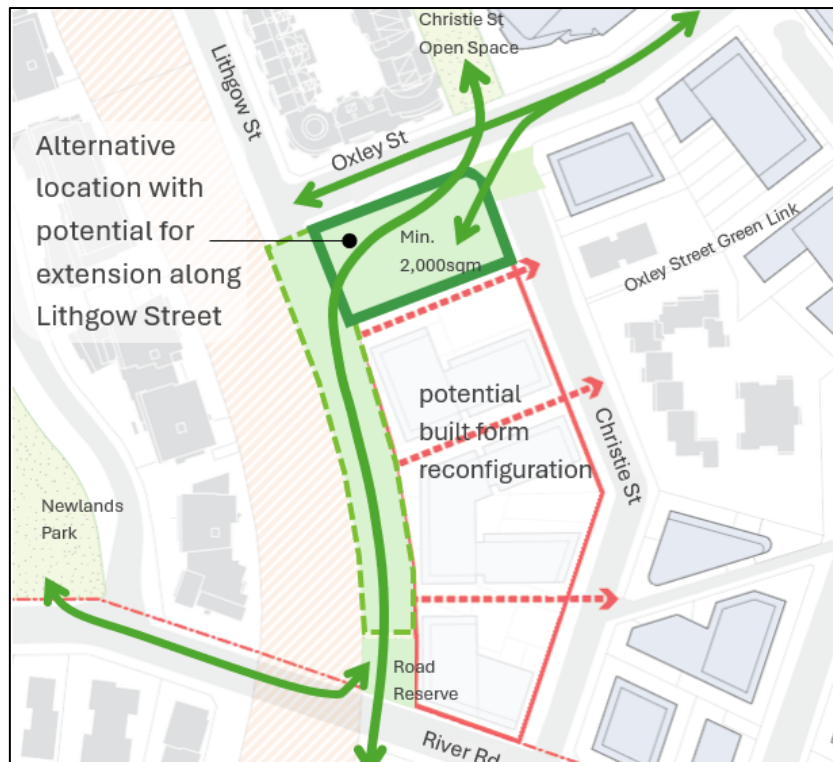 Christie St
Open Space
Lithgow St
Oxley St
Alternative
location with
potential for
extension along
Lithgow Street
Min.
2,000sqm
Oxley Street Green Link
potential
built form
reconfiguration
Christie St
Newlands
Park
Road
Reserve
River Rd